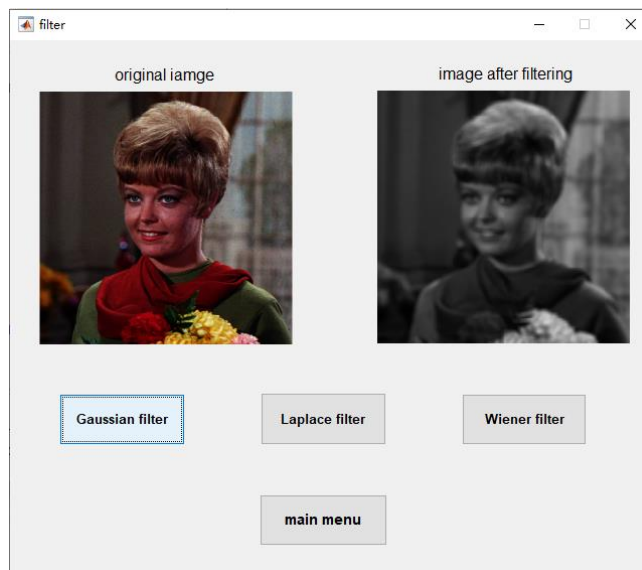 filter
original iamge
image after filtering
Gaussian filter
Laplace filter
Wiener filter
main menu